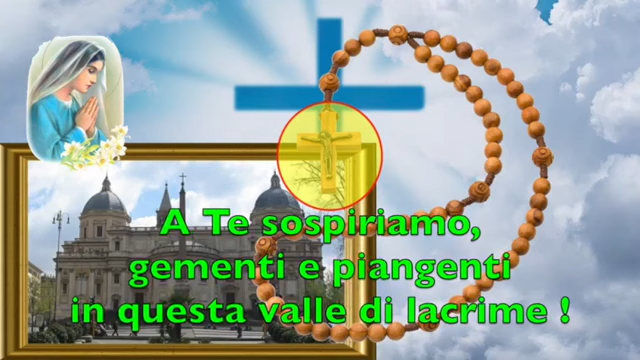 A Te sospiriamo,
gementi e piangenti
in questa valle di lacrime !